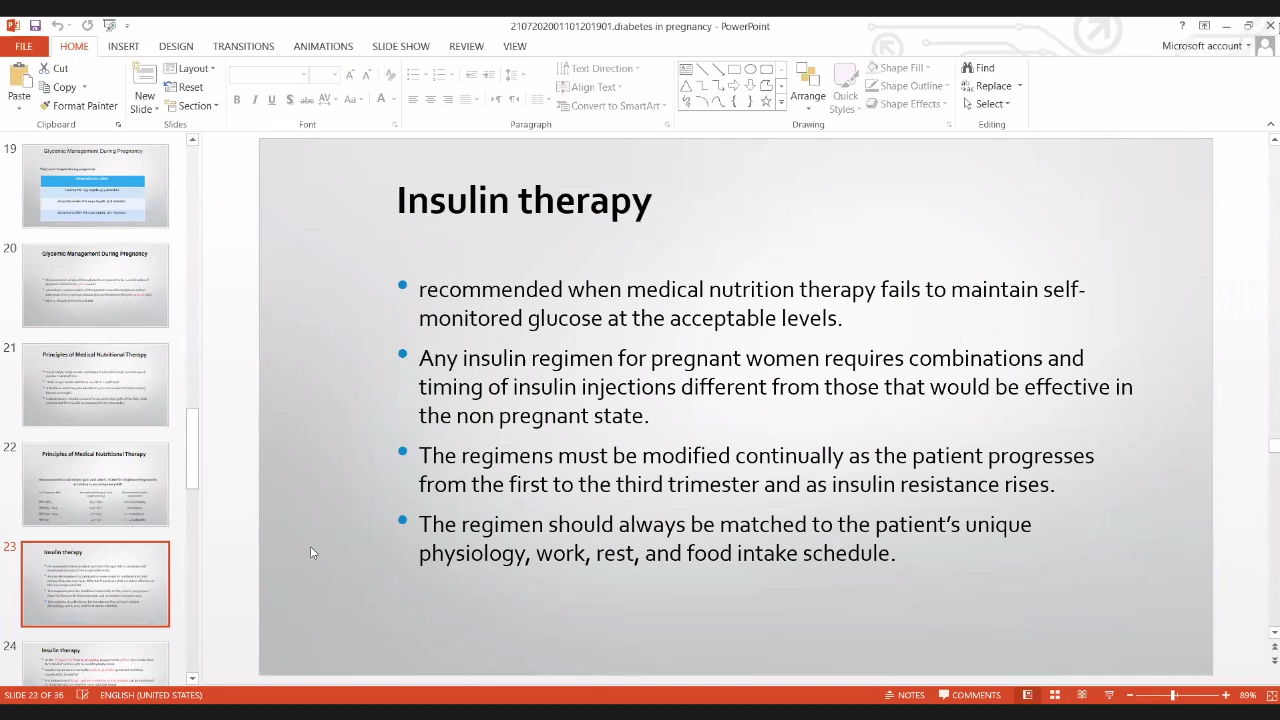 2107202001101201901.diabetes in pregnancy - PowerPoint
FILE
HOME
INSERT
DESIGN
TRANSITIONS
ANIMATIONS
SLIDE SHOW
REVIEW
VIEW
Microsoft account
Paste
Cut
Copy
Format Painter
Clipboard
New
Slide
Layout
Reset
Section
Slides
Font
Text Direction
Align Text
Convert to SmartArt
Paragraph
Arrange
Quick
Styles
Shape Fill
Shape Outline
Shape Effects
Drawing
Find
Replace
Select
Editing
19
Glycemic Management During Pregnancy
20
Glycemic Management During Pregnancy
21
Principles of Medical Nutritional Therapy
22
Principles of Medical Nutritional Therapy
23
Insulin therapy
24
Insulin therapy
Insulin therapy
• recommended when medical nutrition therapy fails to maintain self-
monitored glucose at the acceptable levels.
• Any insulin regimen for pregnant women requires combinations and
timing of insulin injections different from those that would be effective in
the non pregnant state.
• The regimens must be modified continually as the patient progresses
from the first to the third trimester and as insulin resistance rises.
• The regimen should always be matched to the patient's unique
physiology, work, rest, and food intake schedule.
SLIDE 23 OF 36
ENGLISH (UNITED STATES)
NOTES
COMMENTS
89%